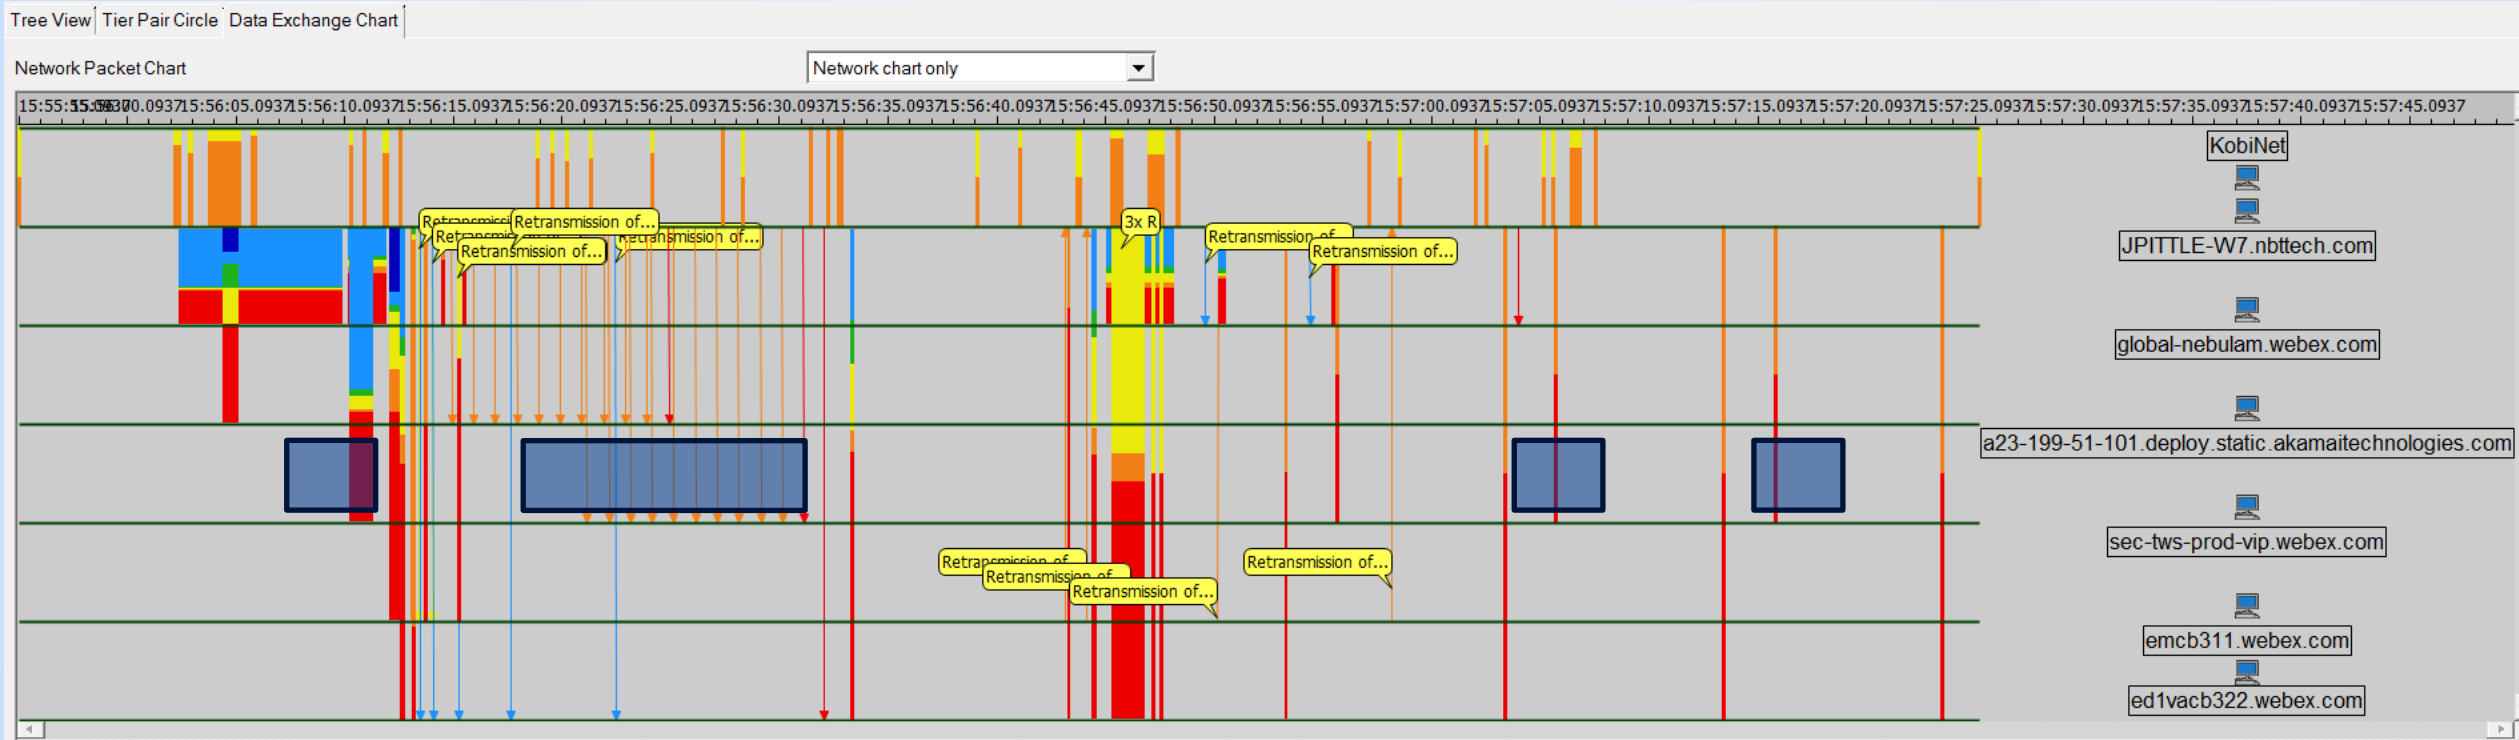 Tree View Tier Pair Circle Data Exchange Chart
Network Packet Chart
Network chart only
15:56:05.0937 15:56:10.0937 15:56:15.0937 15:56:20.0937 15:56:25.0937 15:56:30.0937 15:56:35.0937 15:56:40.0937 15:56:45.0937 15:56:50.0937 15:56:55.0937 15:57:00.0937 15:57:05.0937 15:57:10.0937 15:57:15.0937 15:57:20.0937 15:57:25.0937 15:57:30.0937 15:57:35.0937 15:57:40.0937 15:57:45.0937
KobiNet
Retransmission of...
3x R
Retransmission of...
Retransmission of
JPITTLE-W7.nbttech.com
Retransmission of...
Retransmission of...
global-nebulam.webex.com
a23-199-51-101.deploy.static.akamaitechnologies.com
sec-tws-prod-vip.webex.com
Retransmission of
Retransmission of...
Retransmission of
Retransmission of...
emcb311.webex.com
ed1vacb322.webex.com